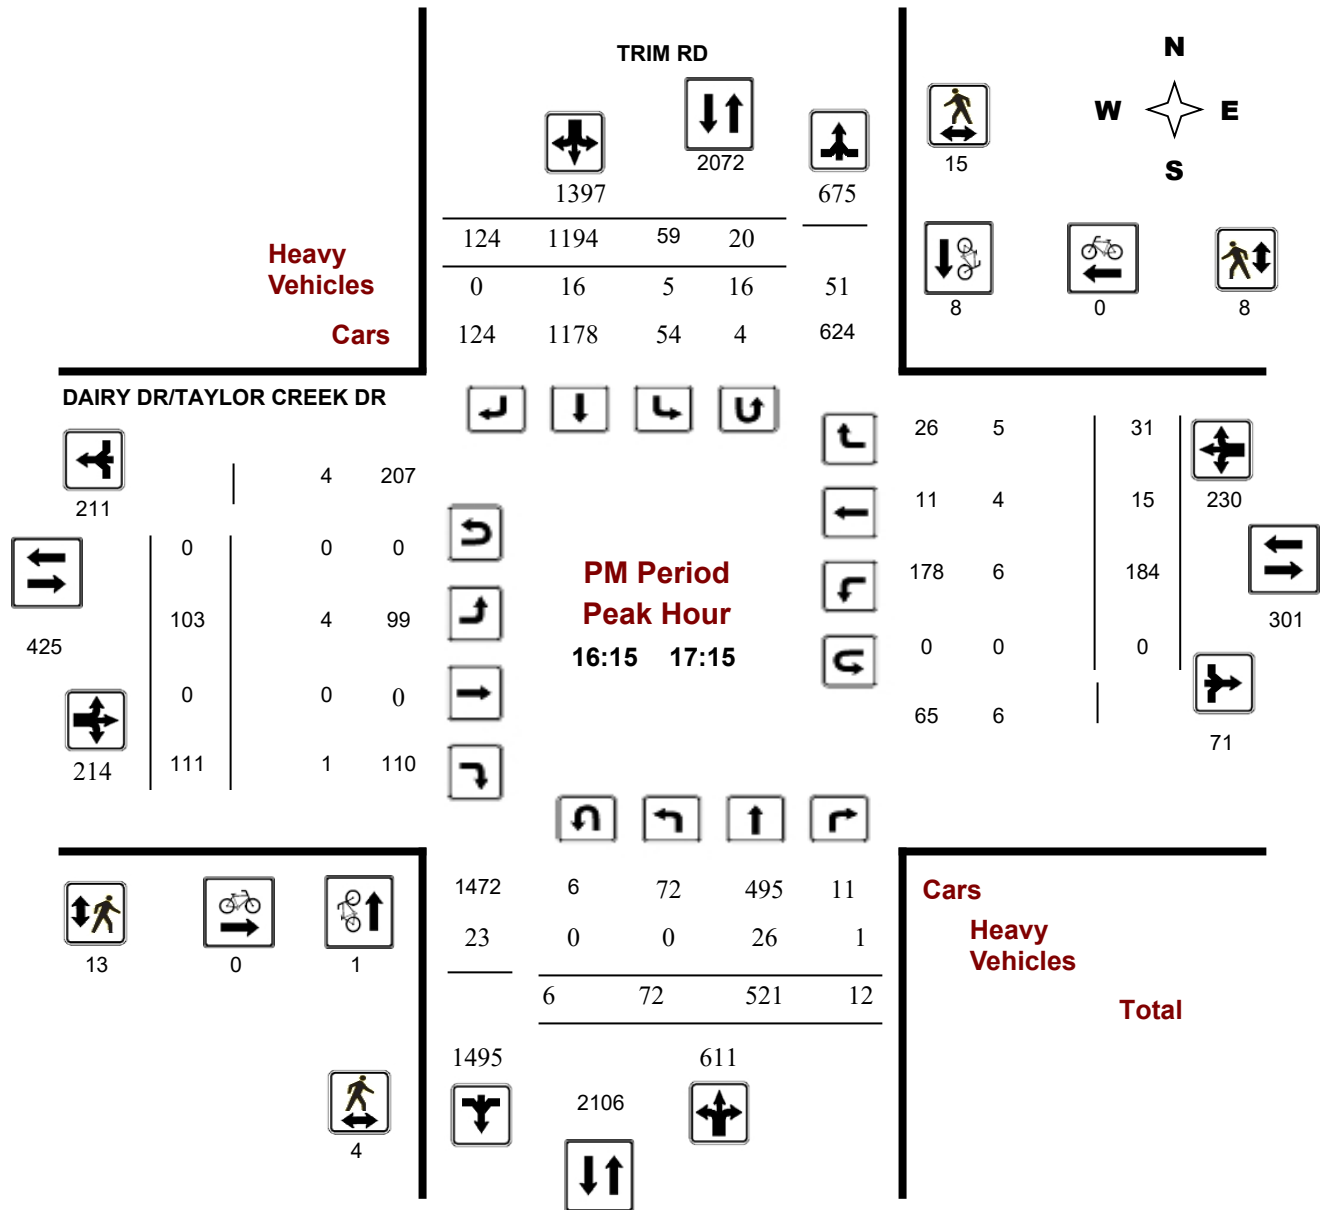 TRIM RD
N
W E
S
2072
15
1397
675
124 1194 59 20
Heavy
Vehicles
0 16 5 16 51
8 0 8
Cars
124 1178 54 4 624
DAIRY DR/TAYLOR CREEK DR
26 5 31
4 207
211
11 4 15 230
0 0 0
PM Period
178 6 184
Peak Hour
103 4 99
301
425
16:15 17:15
0 0 0
0 0 0
65 6
71
214 111 1 110
1472 6 72 495 11
Cars
23 0 0 26 1
Heavy
Vehicles
13 0 1
6 72 521 12
Total
1495 611
2106
4